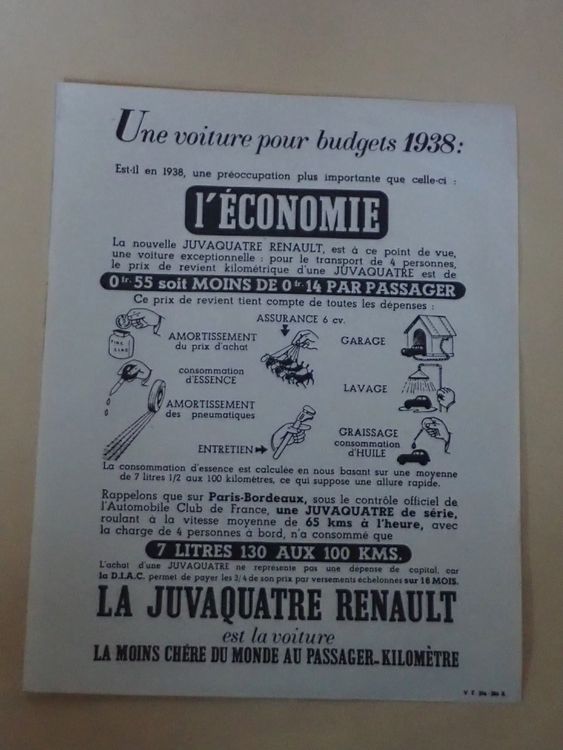 Une voiture pour budgets 1938 :
Est-il en 1938, une préoccupation plus importante que celle-ci :
l'ÉCONOMIE
La nouvelle JUVAQUATRE RENAULT, est à ce point de vue,
une voiture exceptionnelle : pour le transport de 4 personnes,
le prix de revient kilométrique d'une JUVAQUATRE est de
0 fr. 55 soit MOINS DE 0 fr. 14 PAR PASSAGER
Ce prix de revient tient compte de toutes les dépenses :
ASSURANCE 6 cv.
AMORTISSEMENT
du prix d'achat
GARAGE
consommation
d'ESSENCE
LAVAGE
AMORTISSEMENT
des pneumatiques
GRAISSAGE
consommation
d'HUILE
ENTRETIEN
La consommation d'essence est calculée en nous basant sur une moyenne
de 7 litres 1/2 aux 100 kilomètres, ce qui suppose une allure rapide.
Rappelons que sur Paris-Bordeaux, sous le contrôle officiel de
l'Automobile Club de France, une JUVAQUATRE de série,
roulant à la vitesse moyenne de 65 kms à l'heure, avec
la charge de 4 personnes à bord, n'a consommé que
7 LITRES 130 AUX 100 KMS.
L'achat d'une JUVAQUATRE ne représente pas une dépense de capital, car
la D.I.A.C. permet de payer les 3/4 de son prix par versements échelonnés sur 18 MOIS.
LA JUVAQUATRE RENAULT
est la voiture
LA MOINS CHÉRE DU MONDE AU PASSAGER-KILOMÈTRE